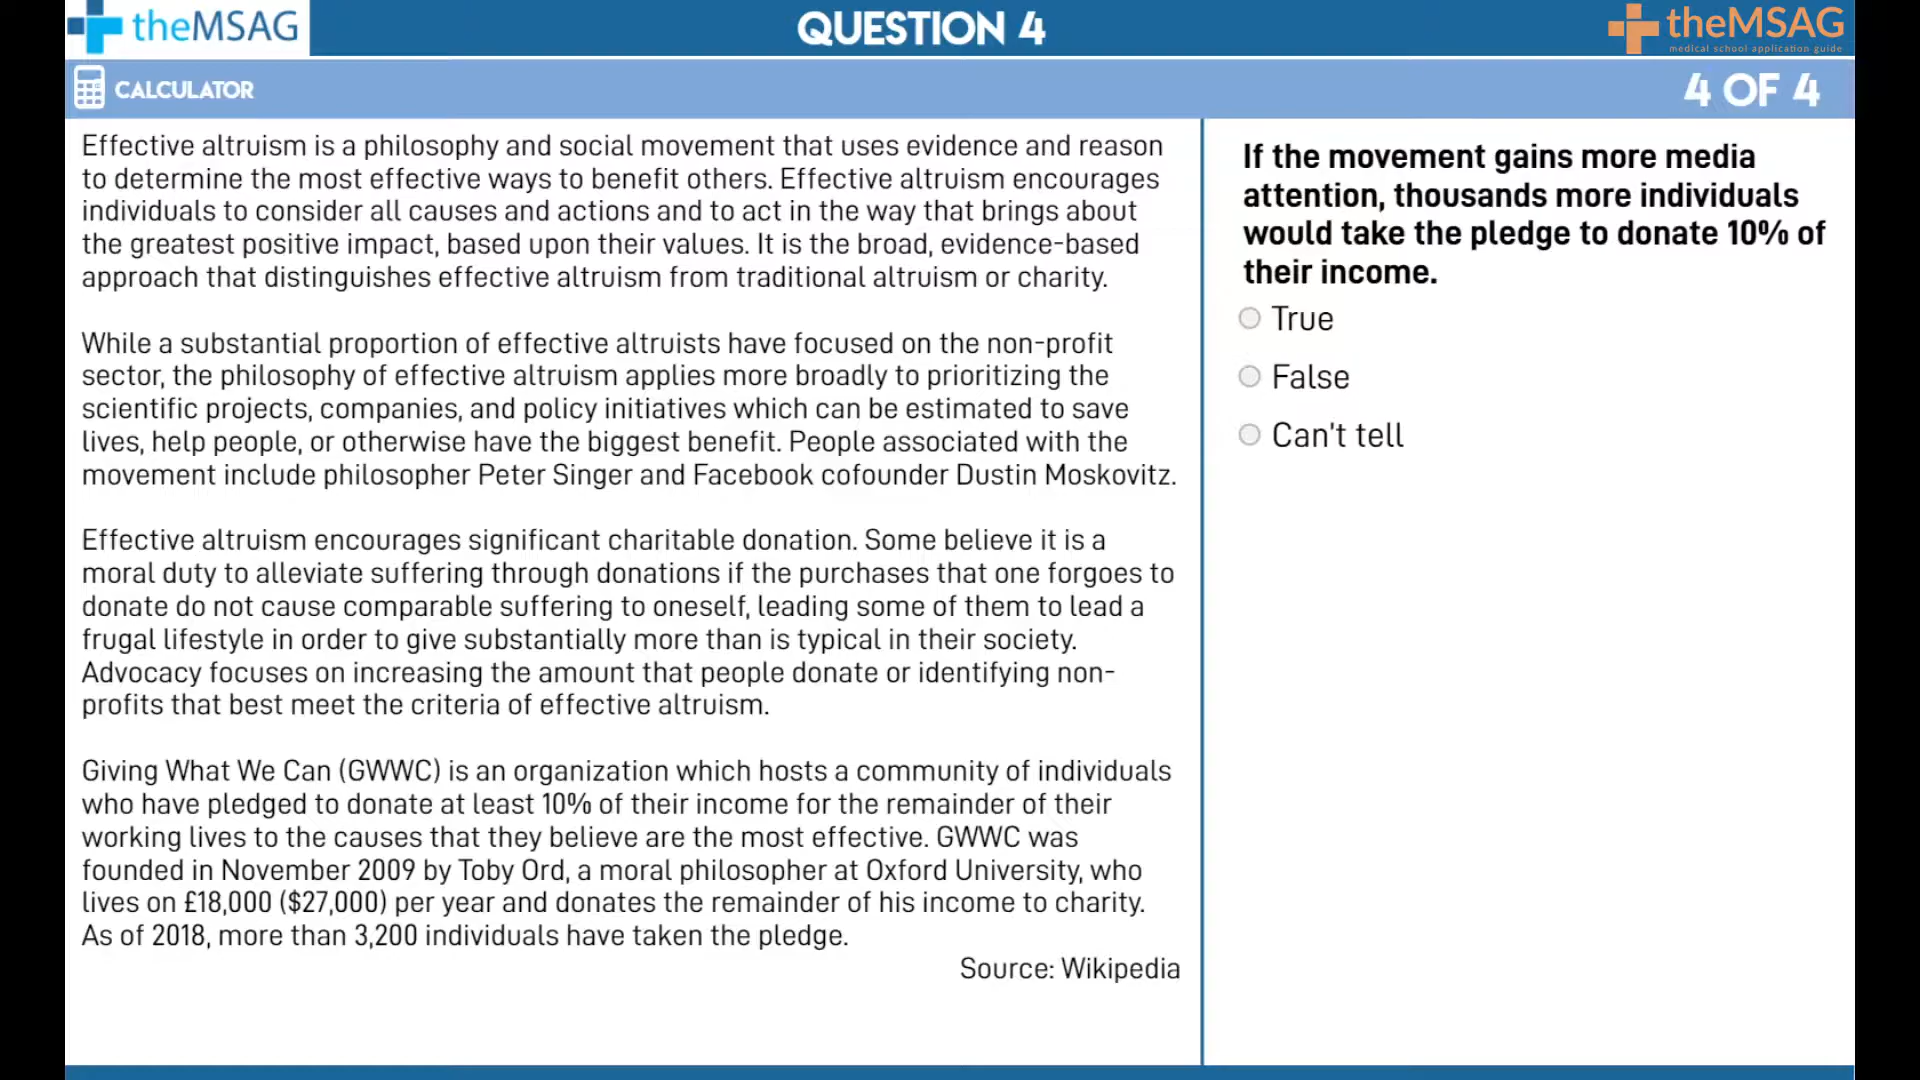 theMSAG
QUESTION 4
theMSAG
medical school application guide
CALCULATOR
4 OF 4
Effective altruism is a philosophy and social movement that uses evidence and reason
to determine the most effective ways to benefit others. Effective altruism encourages
individuals to consider all causes and actions and to act in the way that brings about
the greatest positive impact, based upon their values. It is the broad, evidence-based
approach that distinguishes effective altruism from traditional altruism or charity.
While a substantial proportion of effective altruists have focused on the non-profit
sector, the philosophy of effective altruism applies more broadly to prioritizing the
scientific projects, companies, and policy initiatives which can be estimated to save
lives, help people, or otherwise have the biggest benefit. People associated with the
movement include philosopher Peter Singer and Facebook cofounder Dustin Moskovitz.
Effective altruism encourages significant charitable donation. Some believe it is a
moral duty to alleviate suffering through donations if the purchases that one forgoes to
donate do not cause comparable suffering to oneself, leading some of them to lead a
frugal lifestyle in order to give substantially more than is typical in their society.
Advocacy focuses on increasing the amount that people donate or identifying non-
profits that best meet the criteria of effective altruism.
Giving What We Can (GWWC) is an organization which hosts a community of individuals
who have pledged to donate at least 10% of their income for the remainder of their
working lives to the causes that they believe are the most effective. GWWC was
founded in November 2009 by Toby Ord, a moral philosopher at Oxford University, who
lives on £18,000 ($27,000) per year and donates the remainder of his income to charity.
As of 2018, more than 3,200 individuals have taken the pledge.
Source: Wikipedia
If the movement gains more media
attention, thousands more individuals
would take the pledge to donate 10% of
their income.
True
False
Can't tell